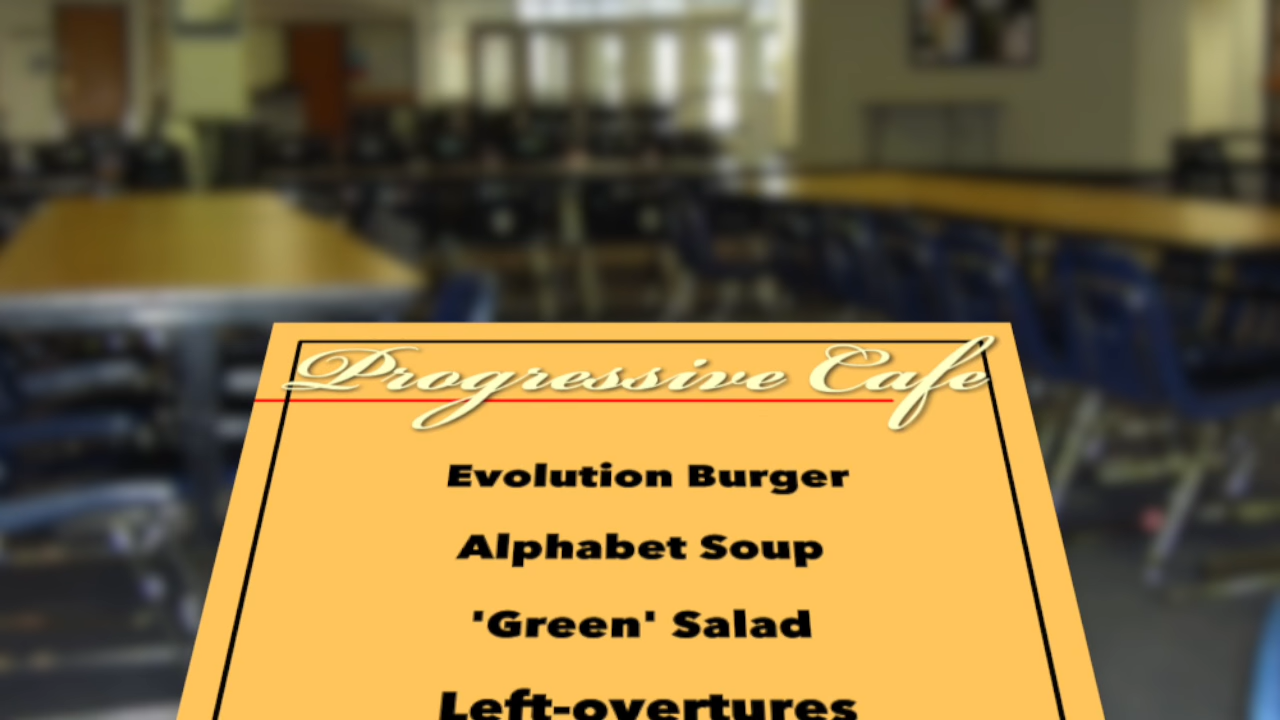 Progressive Cafe
Evolution Burger
Alphabet Soup
'Green' Salad
Left-overtures